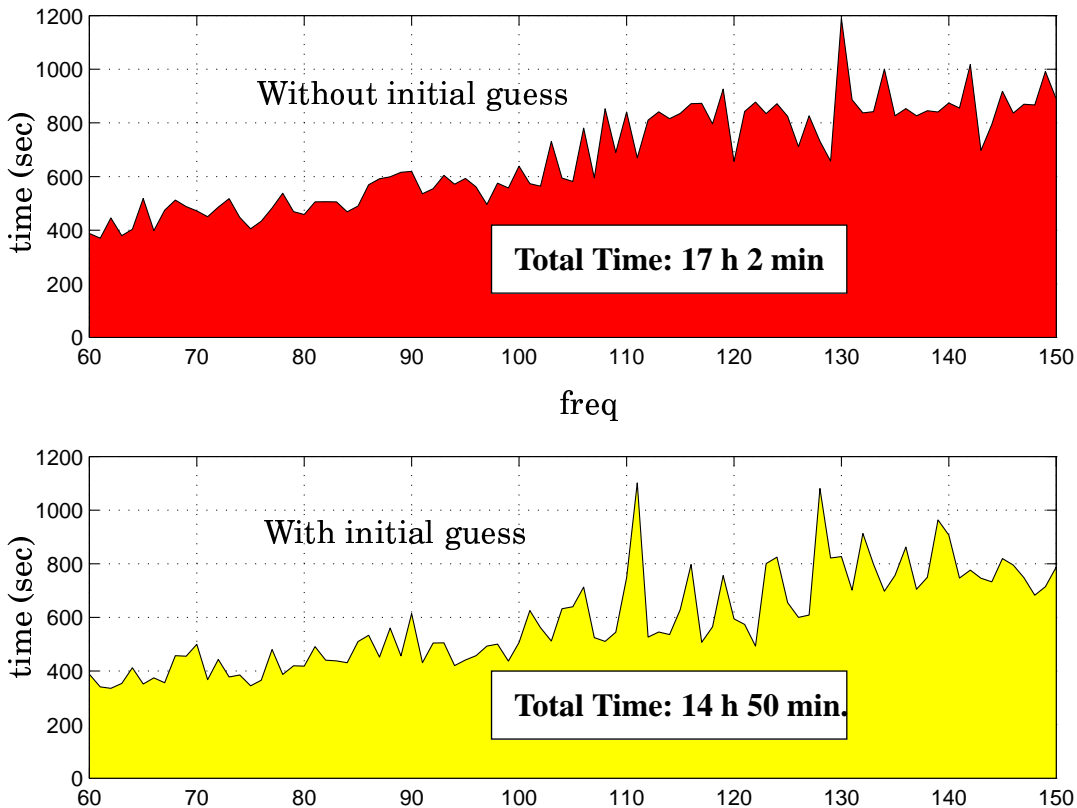 1200
1000
800
600
400
200
0
time (sec)
Without initial guess
Total Time: 17 h 2 min
60 70 80 90 100 110 120 130 140 150
freq
1200
1000
800
600
400
200
0
time (sec)
With initial guess
Total Time: 14 h 50 min.
60 70 80 90 100 110 120 130 140 150